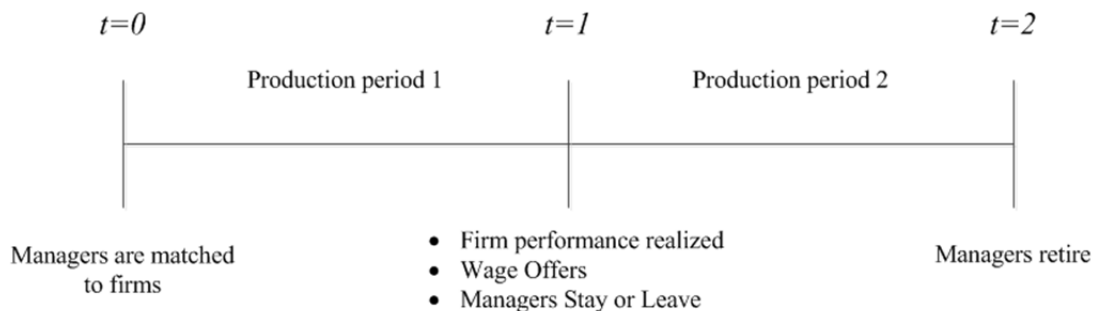 t=0
t=1
t=2
Production period 1
Production period 2
Managers are matched
to firms
• Firm performance realized
• Wage Offers
• Managers Stay or Leave
Managers retire